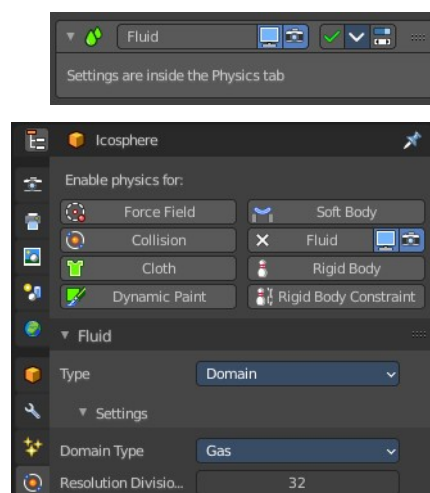 Fluid
Settings are inside the Physics tab
Icosphere
Enable physics for:
Force Field Soft Body
Collision Fluid
Cloth Rigid Body
Dynamic Paint Rigid Body Constraint
Fluid
Type Domain
Settings
Domain Type Gas
Resolution Divisio... 32